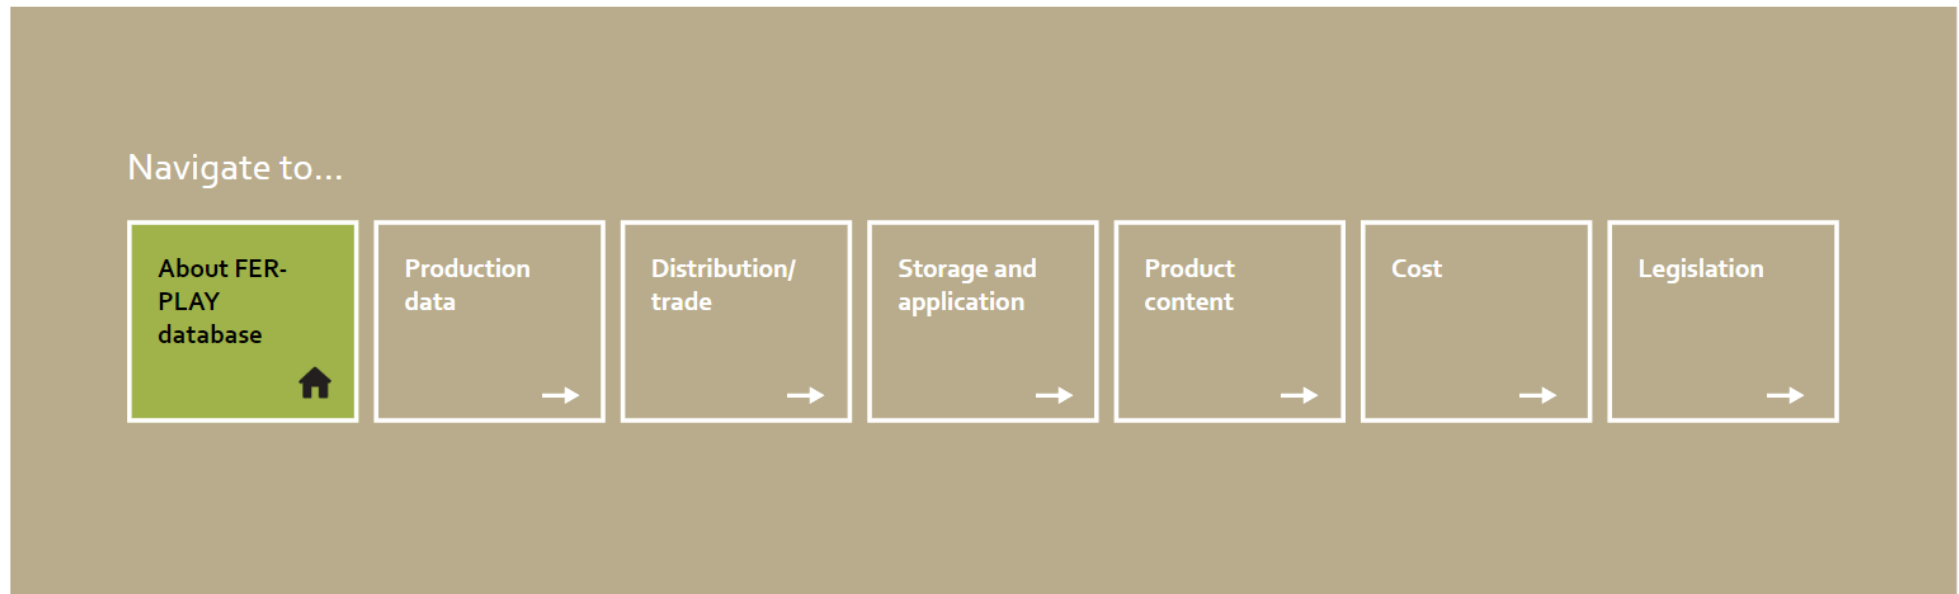 Navigate to...
About FER-
PLAY
database
Production
data
Distribution/
trade
Storage and
application
Product
content
Cost
Legislation